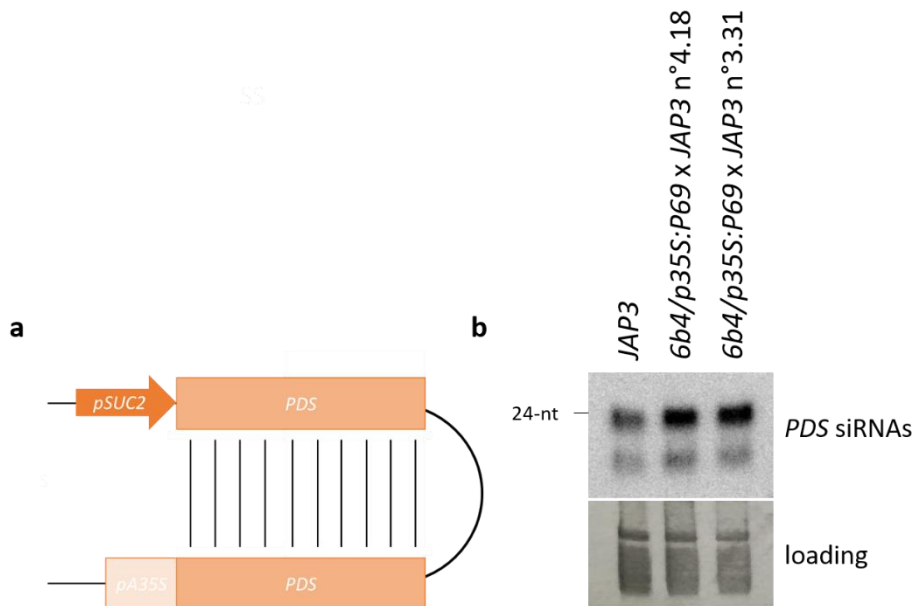 JAP3
6b4/p35S:P69 x JAP3 n°4.18
6b4/p35S:P69 x JAP3 n°3.31
a
b
pSUC2
PDS
24-nt
PDS siRNAs
pA35S
PDS
loading